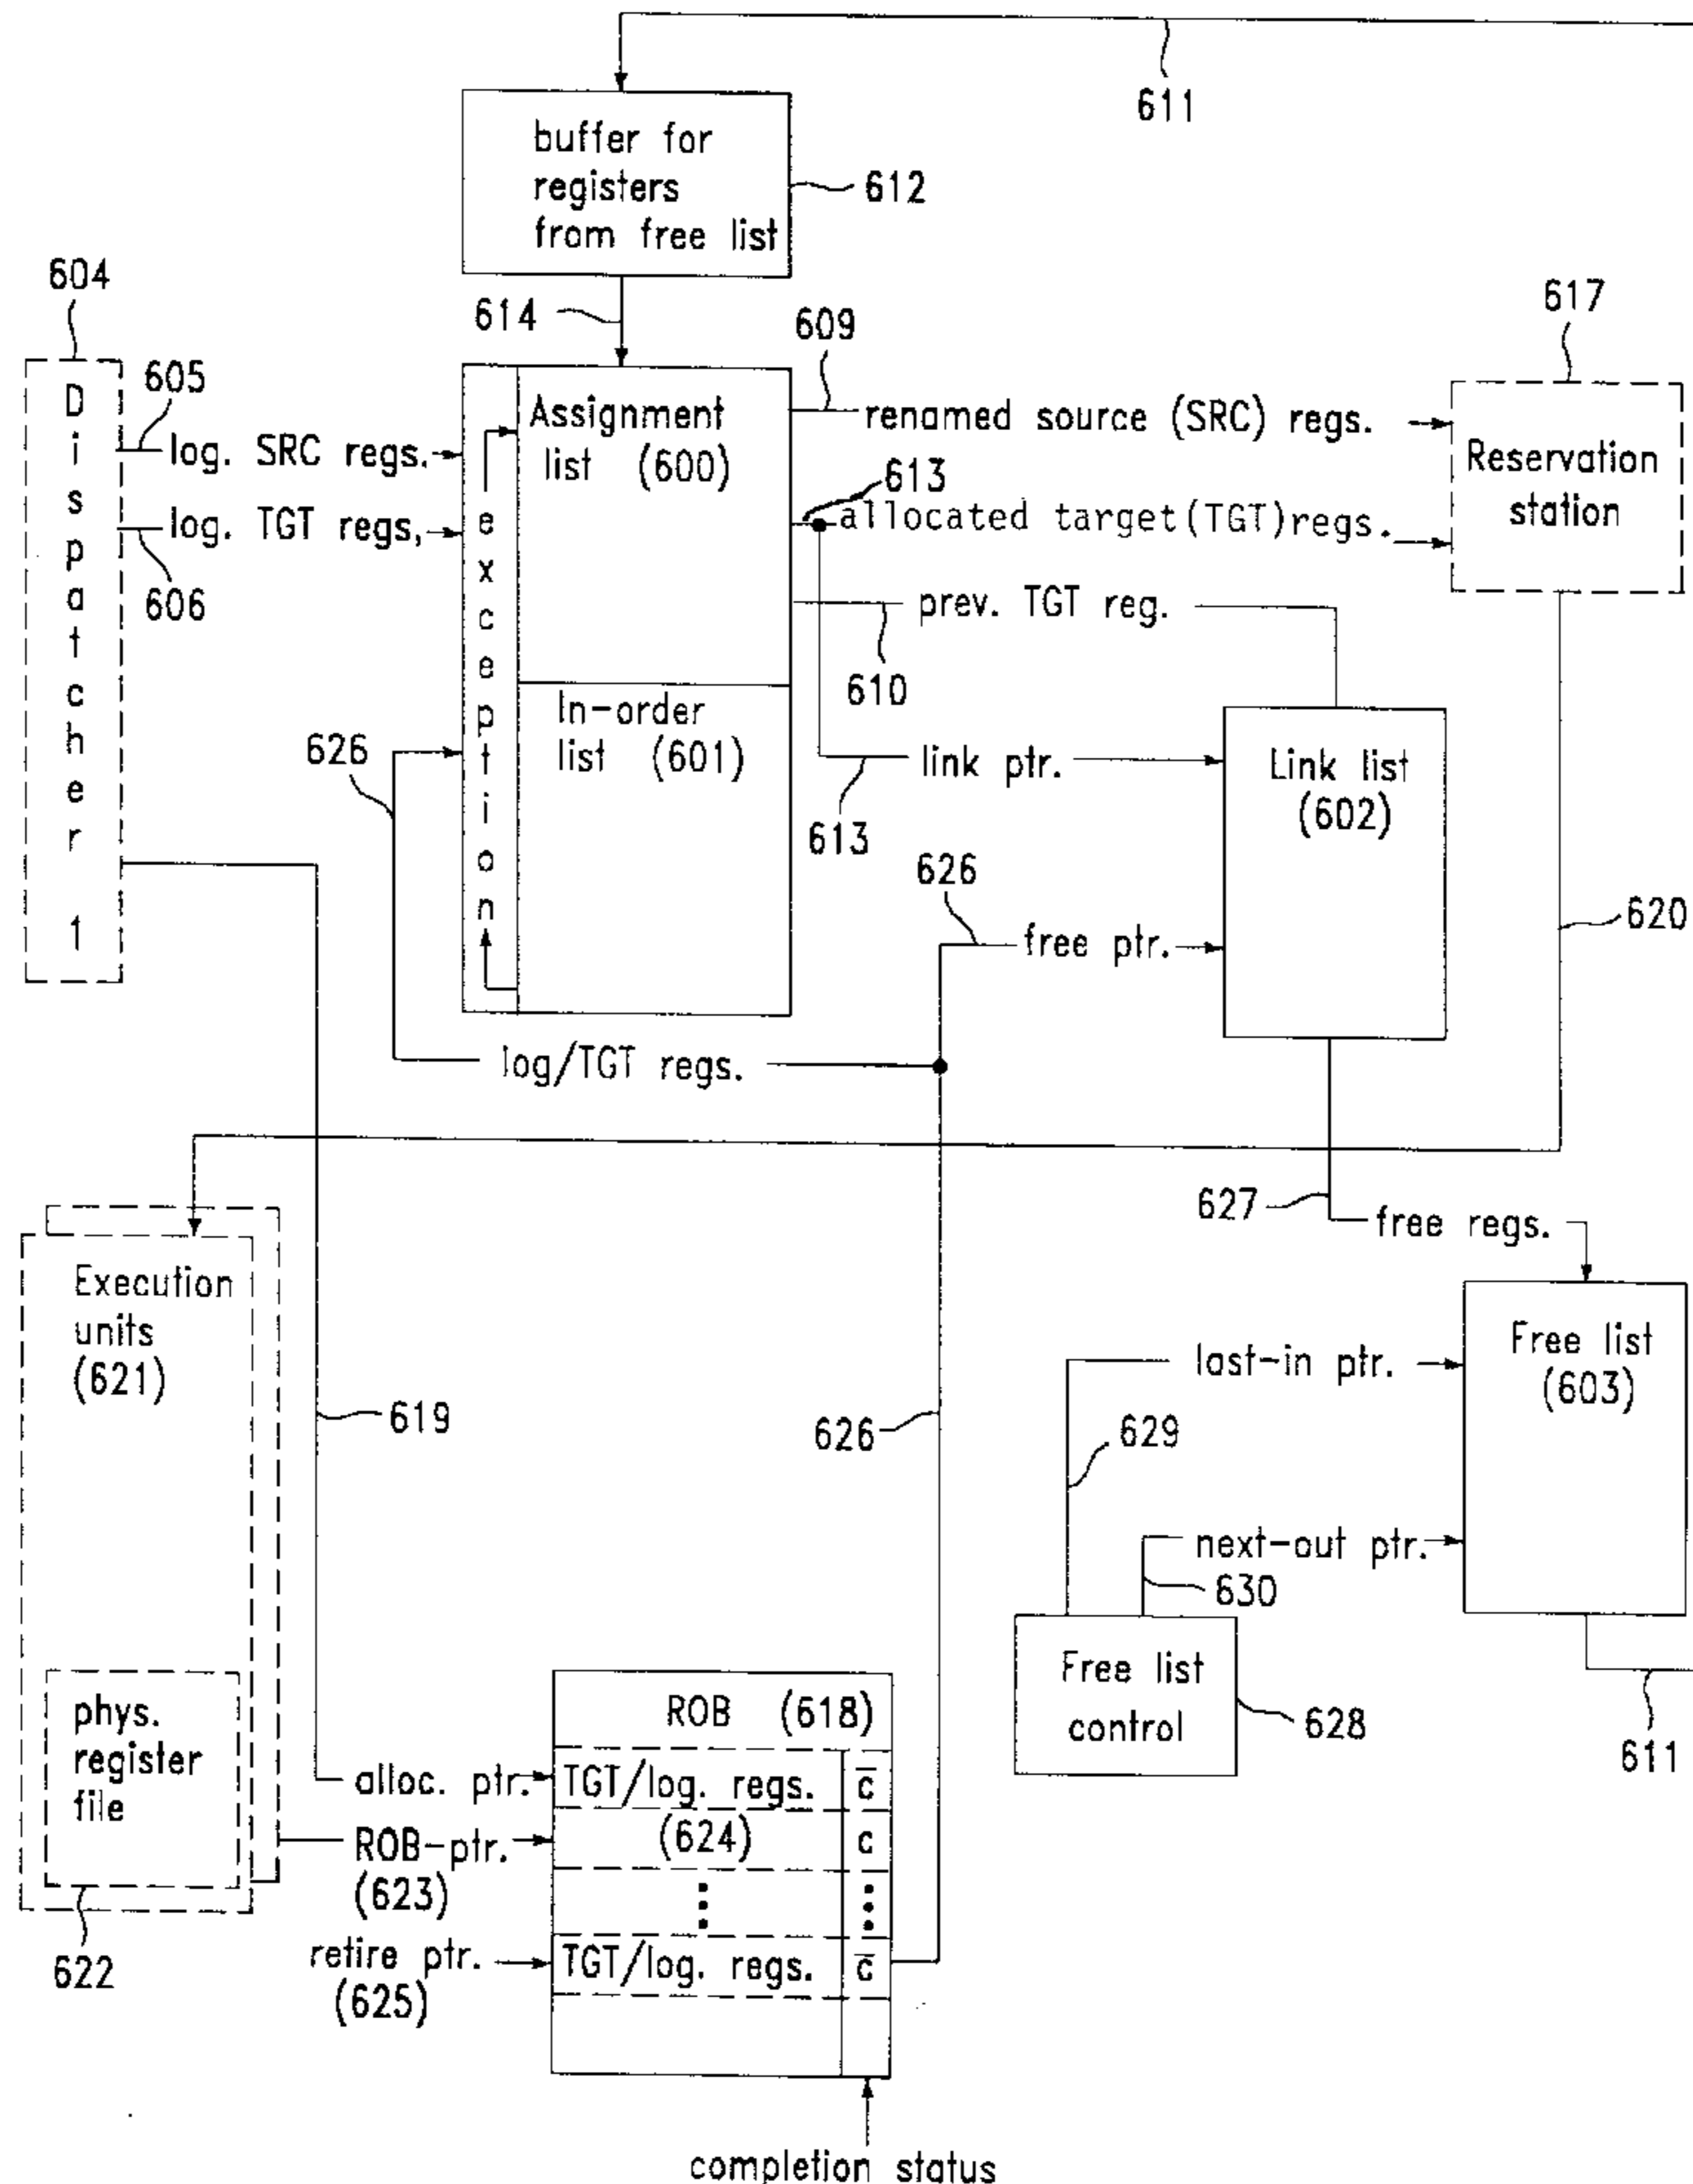 611
buffer for
registers
from free list
612
604
614
609
617
Dispatcher
605
log. SRC regs.
log. TGT regs,
606
exception
Assignment
list (600)
renamed source (SRC) regs.
613
allocated target(TGT)regs.
Reservation
station
prev. TGT reg.
610
In-order
list (601)
626
link ptr.
613
Link list
(602)
626
free ptr.
620
log/TGT regs.
627
free regs.
Execution
units
(621)
619
626
last-in ptr.
629
Free list
(603)
next-out ptr.
630
Free list
control
628
611
phys.
register
file
622
ROB (618)
alloc. ptr.
TGT/log. regs.
c̅
ROB-ptr.
(623)
(624)
c
retire ptr.
(625)
TGT/log. regs.
c̅
completion status